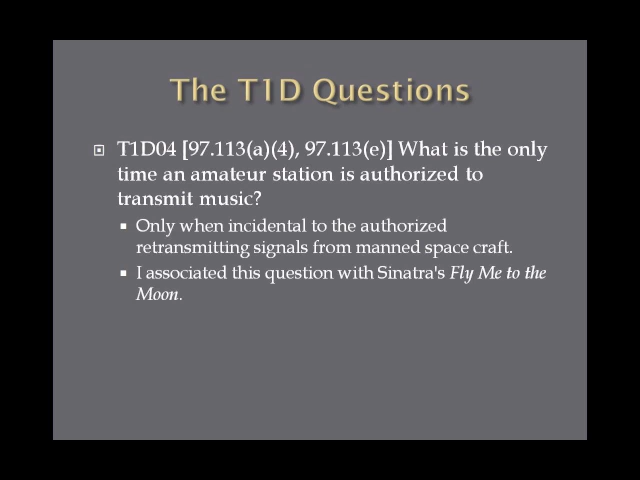 The T1D Questions
T1D04 [97.113(a)(4), 97.113(e)] What is the only
time an amateur station is authorized to
transmit music?
Only when incidental to the authorized
retransmitting signals from manned space craft.
I associated this question with Sinatra's Fly Me to the
Moon.